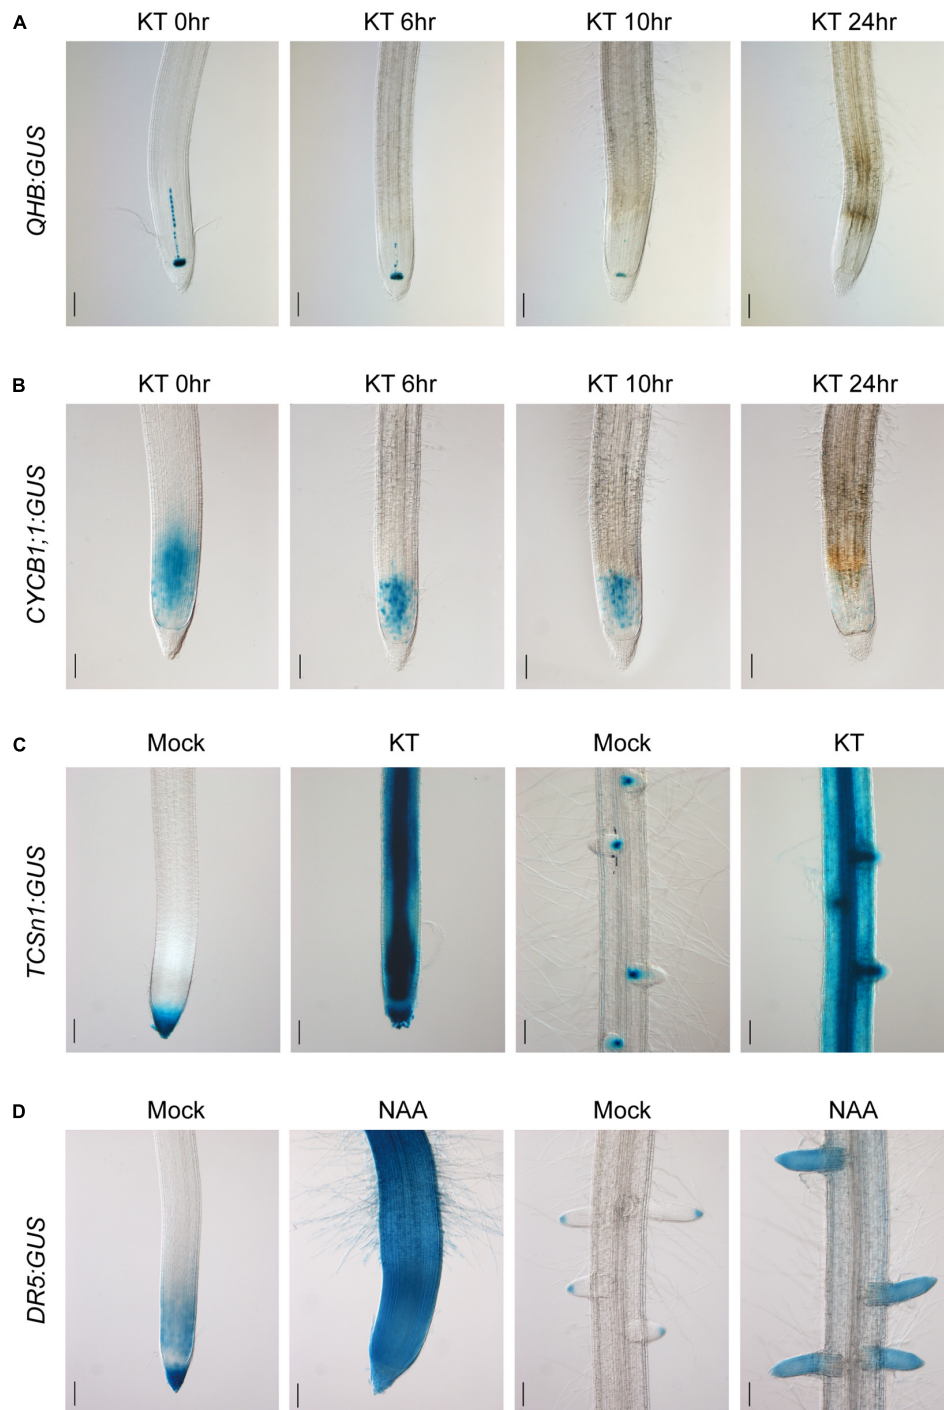 A
KT 0hr KT 6hr KT 10hr KT 24hr
QHB:GUS
B
KT 0hr KT 6hr KT 10hr KT 24hr
CYCB1;1:GUS
C
Mock KT Mock KT
TCSn1:GUS
D
Mock NAA Mock NAA
DR5:GUS